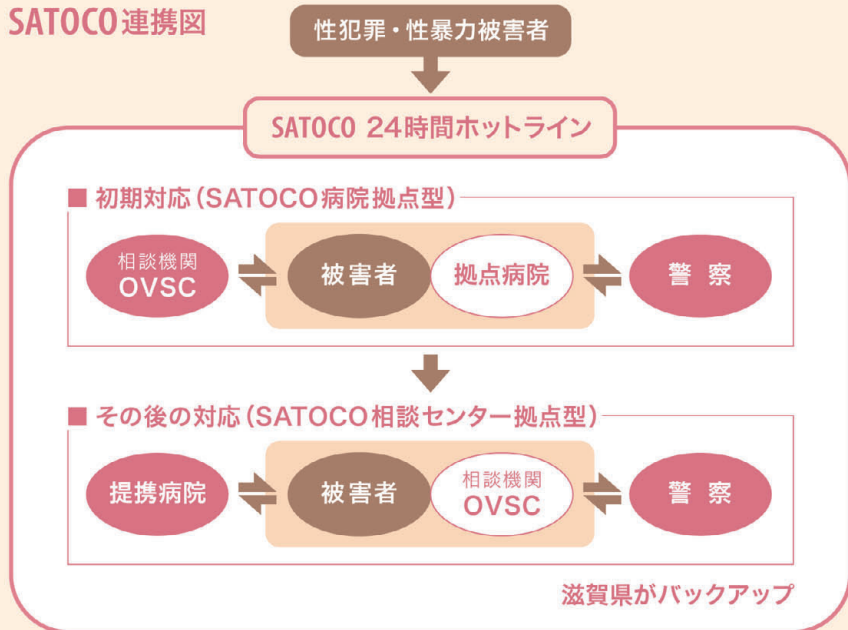 SATOCO連携図
性犯罪・性暴力被害者
SATOCO 24時間ホットライン
■ 初期対応（SATOCO病院拠点型）
相談機関
OVSC
被害者
拠点病院
警察
■ その後の対応（SATOCO相談センター拠点型）
提携病院
被害者
相談機関
OVSC
警察
滋賀県がバックアップ